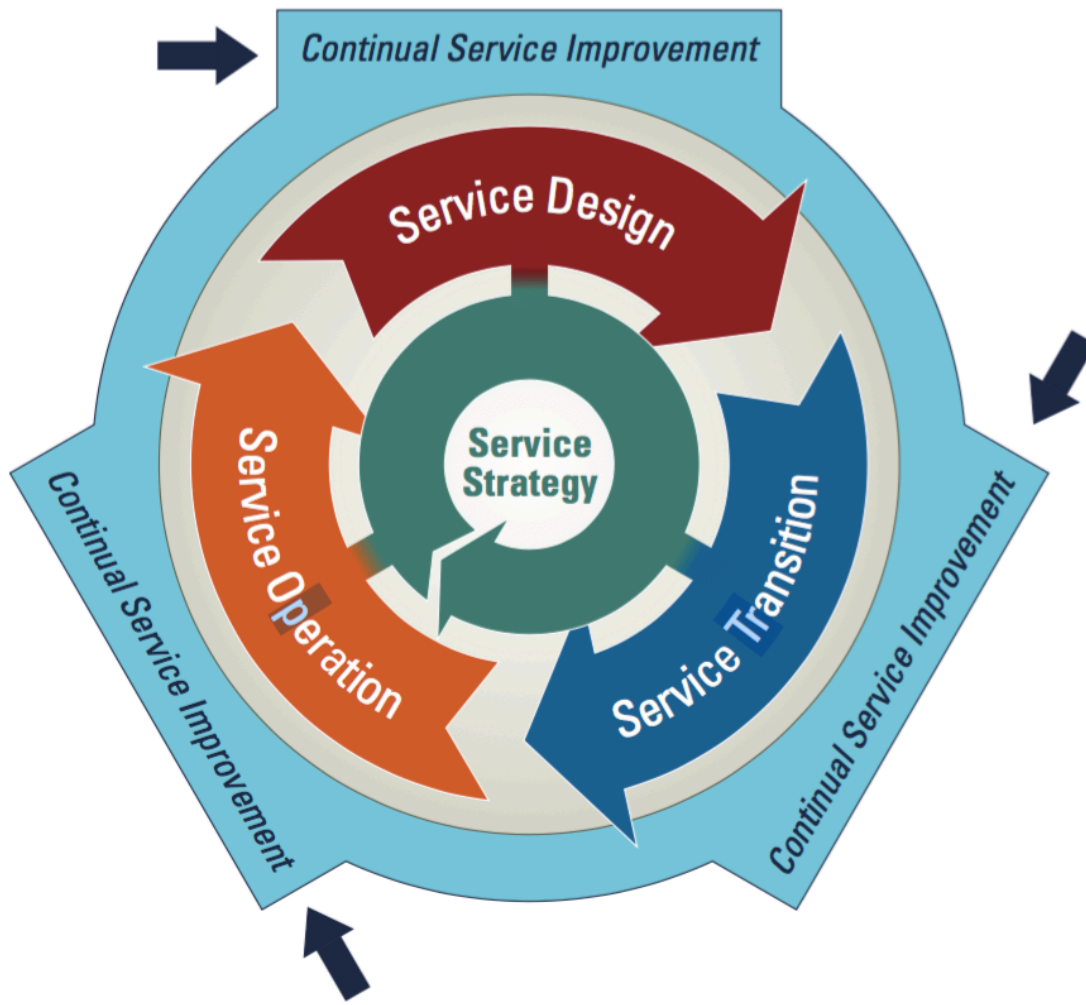 Continual Service Improvement
Service Design
Service
Strategy
Service Transition
Service Operation
Continual Service Improvement
Continual Service Improvement